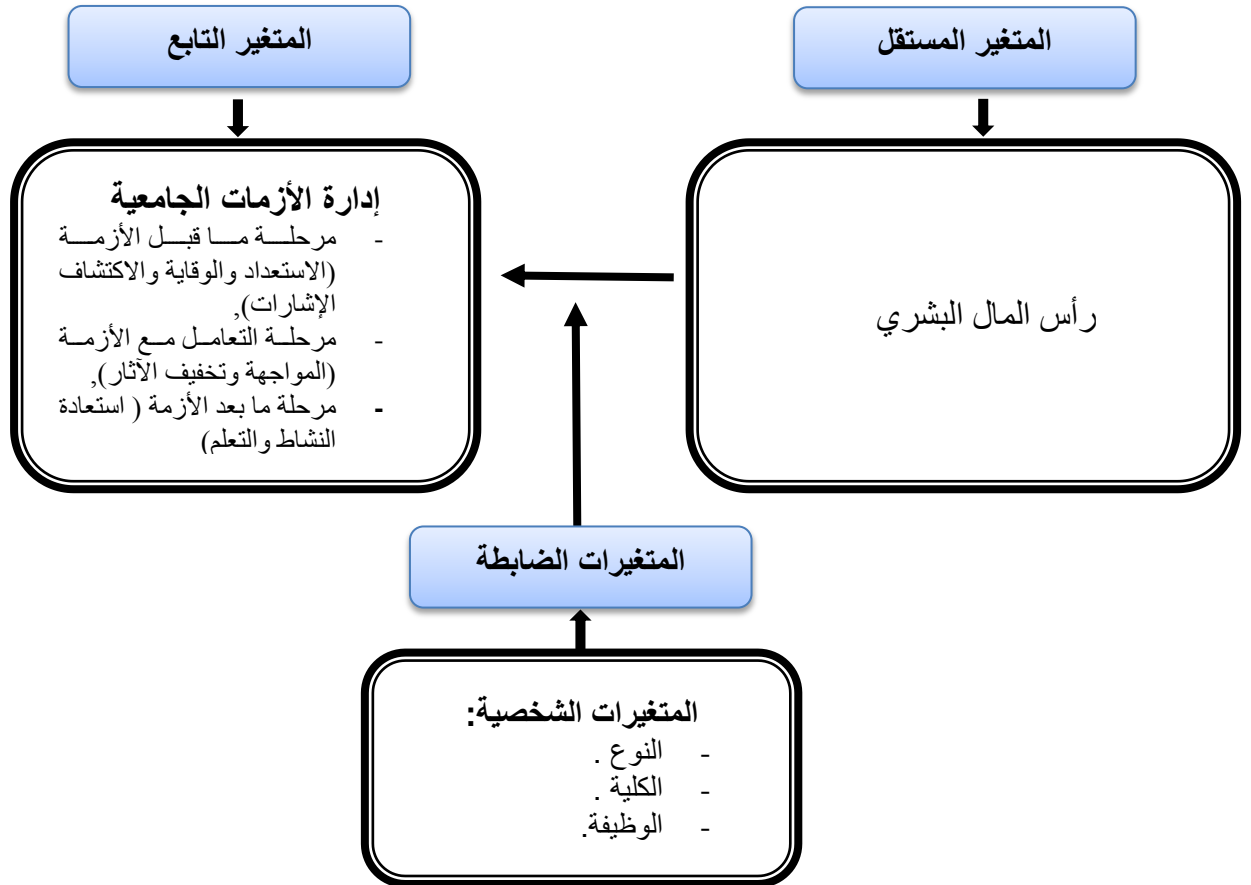 المتغير المستقل
المتغير التابع
رأس المال البشري
إدارة الأزمات الجامعية
- مرحلة ما قبل الأزمة
(الاستعداد والوقاية والاكتشاف
الإشارات),
- مرحلة التعامل مع الأزمة
(المواجهة وتخفيف الآثار),
- مرحلة ما بعد الأزمة ( استعادة
النشاط والتعلم)
المتغيرات الضابطة
المتغيرات الشخصية:
- النوع .
- الكلية .
- الوظيفة.